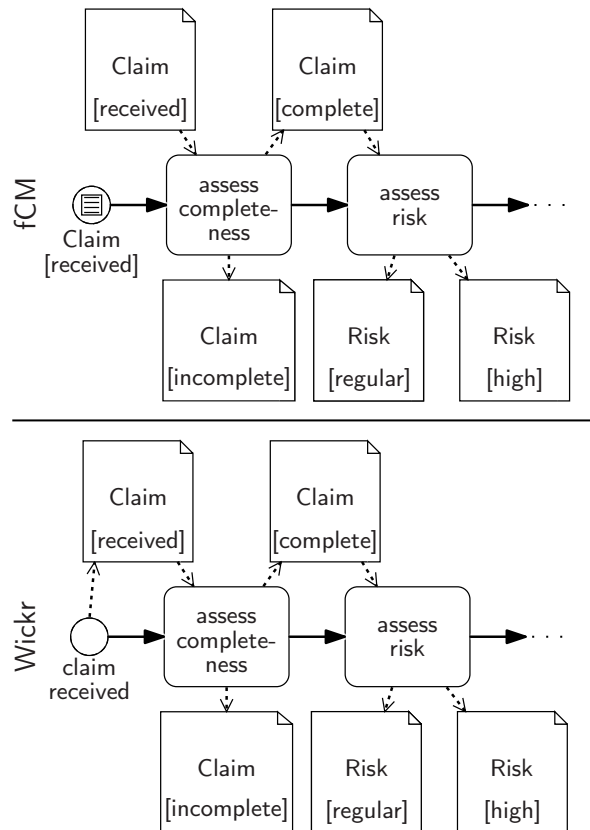 Claim
[received]
Claim
[complete]
fCM
Claim
[received]
assess
complete-
ness
assess
risk
. . .
Claim
[incomplete]
Risk
[regular]
Risk
[high]
Claim
[received]
Claim
[complete]
Wickr
claim
received
assess
complete-
ness
assess
risk
. . .
Claim
[incomplete]
Risk
[regular]
Risk
[high]